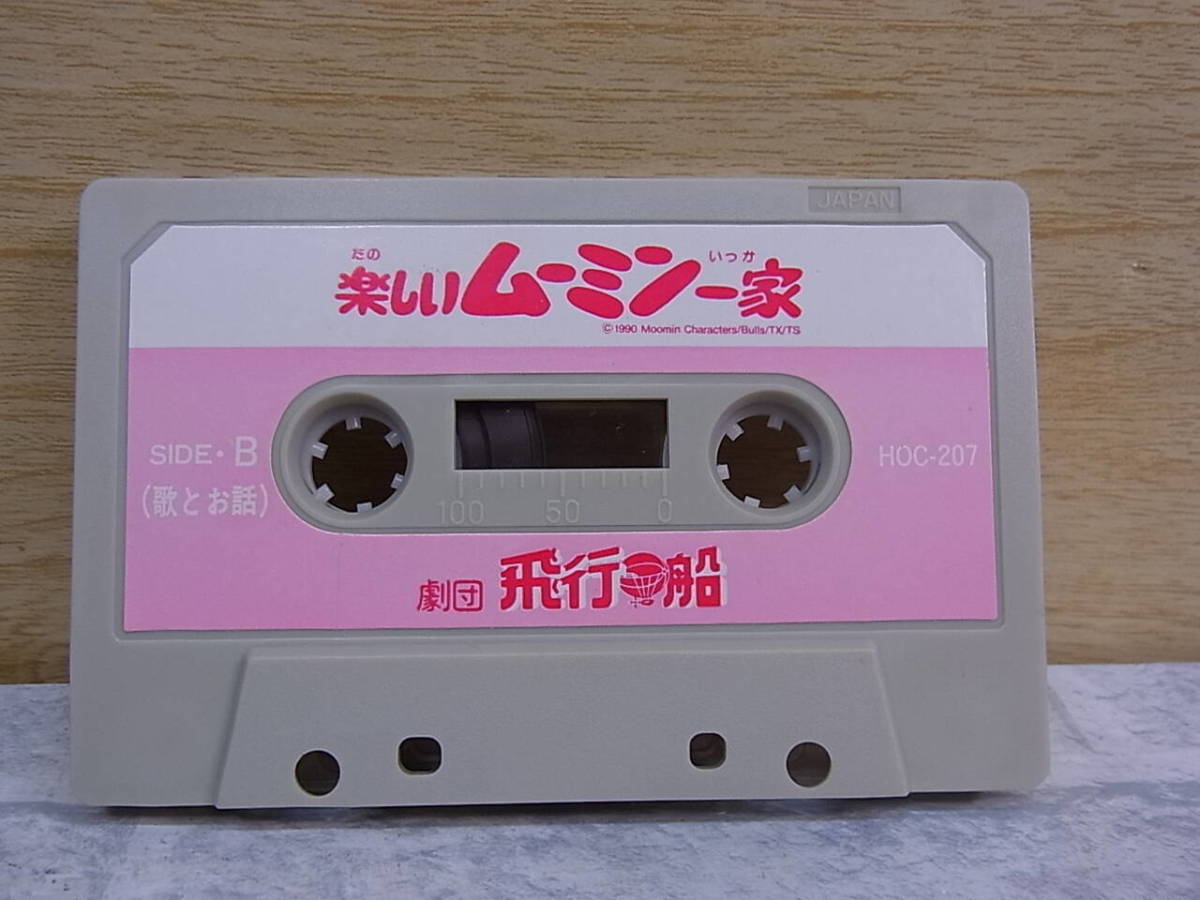 JAPAN
たの いっか
楽しいムーミン一家
© 1990 Moomin Characters/Bulls/TX/TS
SIDE・B
(歌とお話)
HOC-207
100 50 0
劇団 飛行船